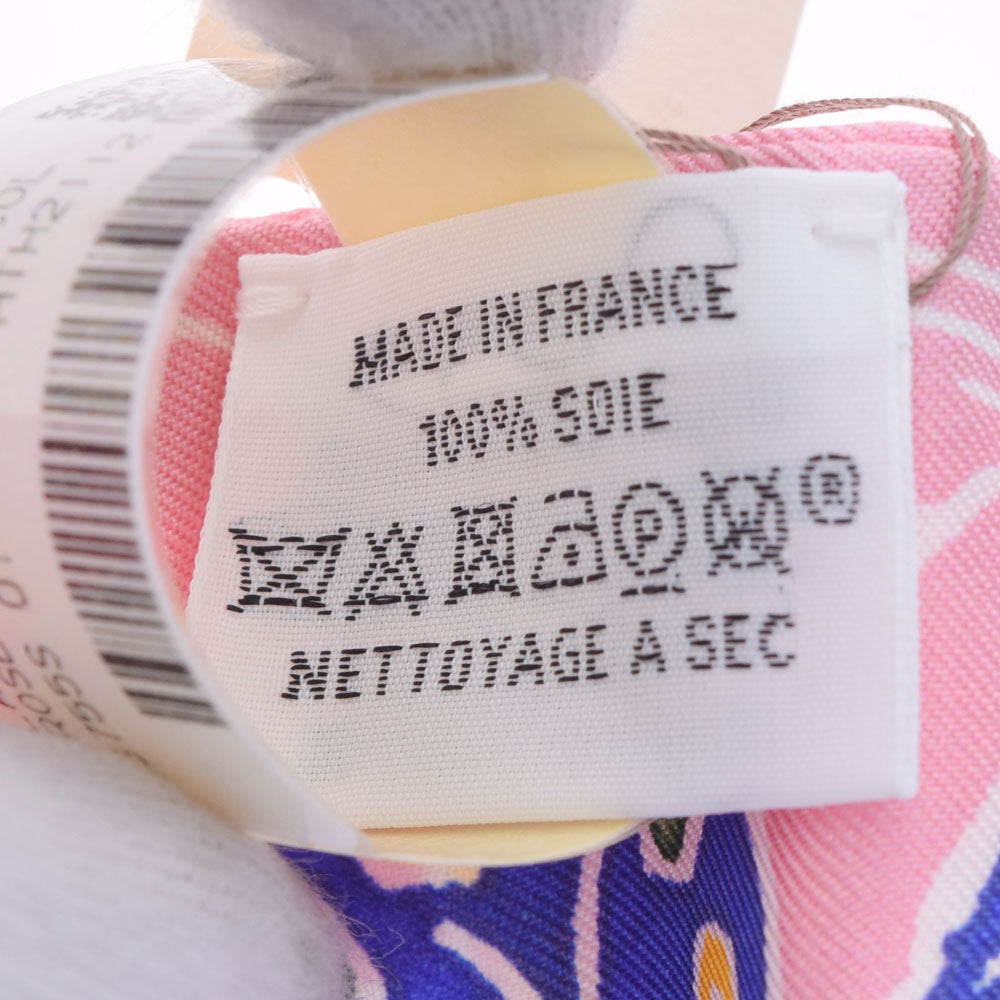 MADE IN FRANCE
100% SOIE
P ®
NETTOYAGE A SEC